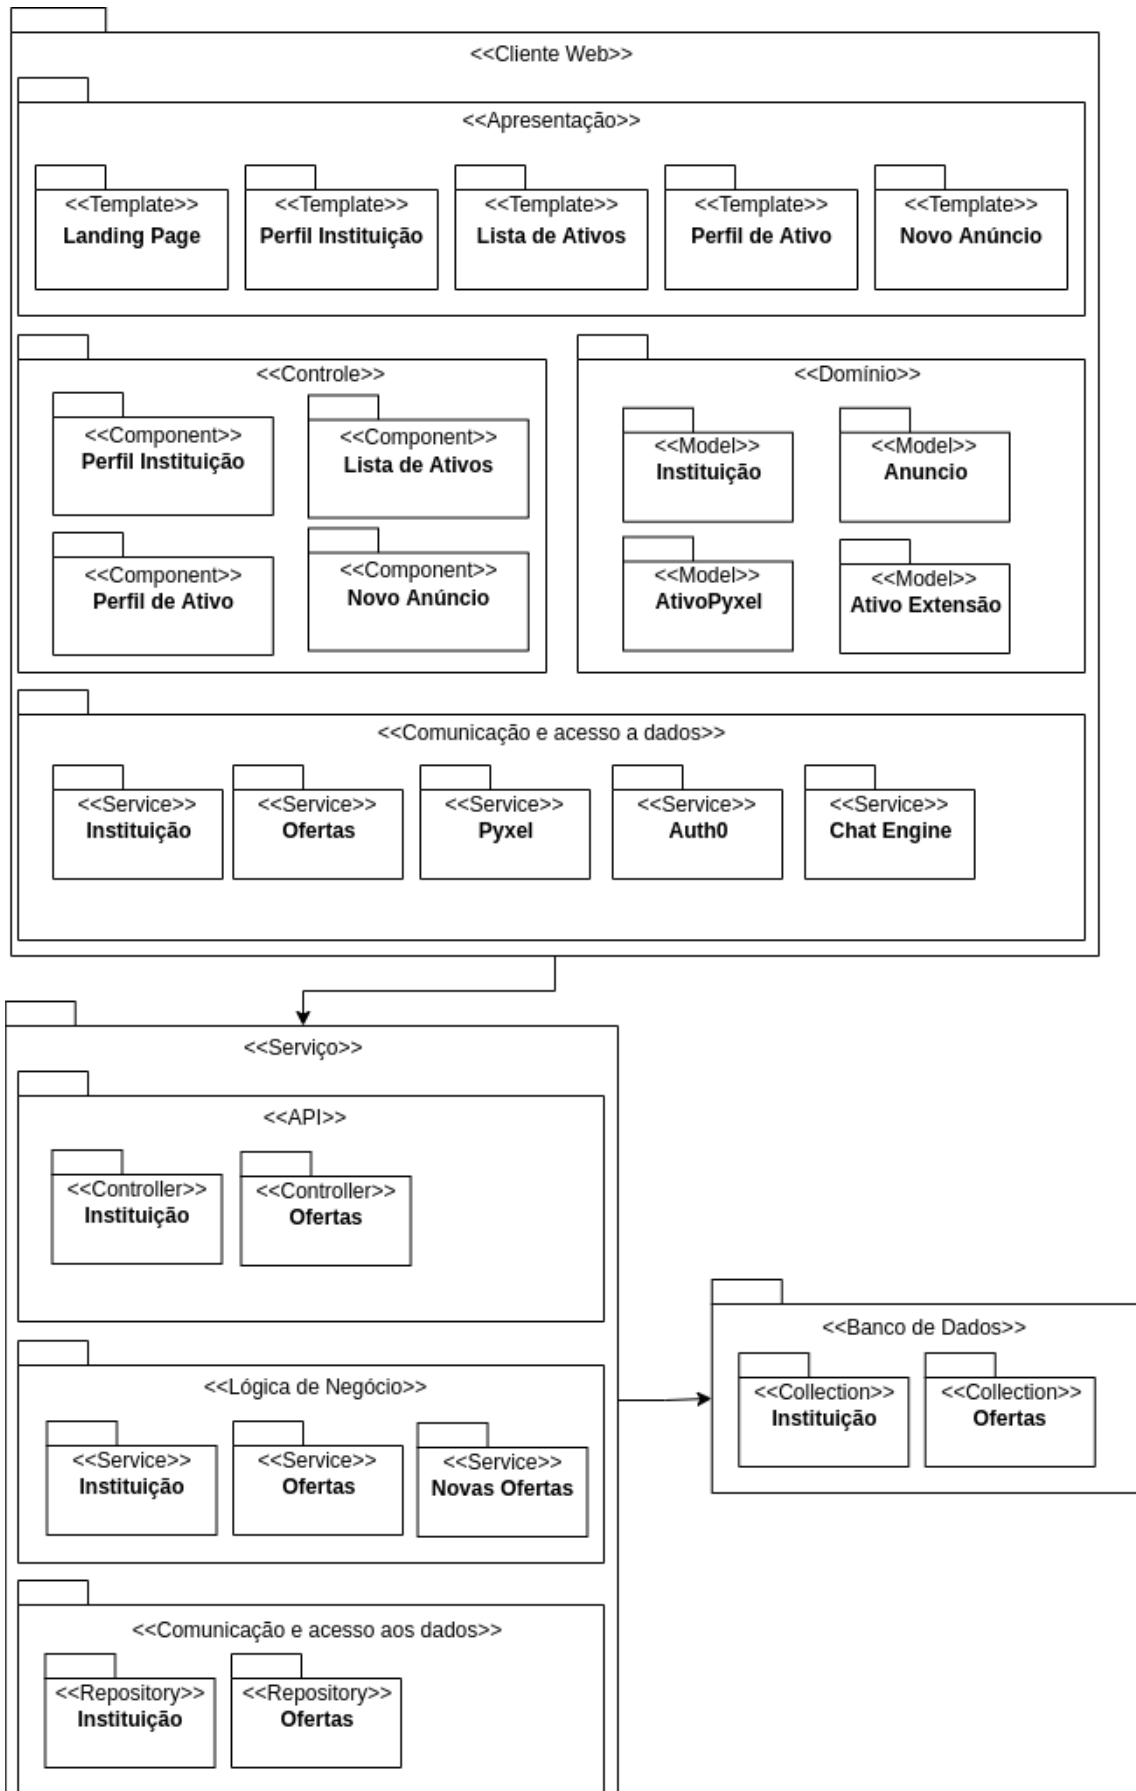 <<Cliente Web>>
<<Apresentação>>
<<Template>>
Landing Page
<<Template>>
Perfil Instituição
<<Template>>
Lista de Ativos
<<Template>>
Perfil de Ativo
<<Template>>
Novo Anúncio
<<Controle>>
<<Component>>
Perfil Instituição
<<Component>>
Lista de Ativos
<<Component>>
Perfil de Ativo
<<Component>>
Novo Anúncio
<<Domínio>>
<<Model>>
Instituição
<<Model>>
Anuncio
<<Model>>
AtivoPyxel
<<Model>>
Ativo Extensão
<<Comunicação e acesso a dados>>
<<Service>>
Instituição
<<Service>>
Ofertas
<<Service>>
Pyxel
<<Service>>
Auth0
<<Service>>
Chat Engine
<<Serviço>>
<<API>>
<<Controller>>
Instituição
<<Controller>>
Ofertas
<<Lógica de Negócio>>
<<Service>>
Instituição
<<Service>>
Ofertas
<<Service>>
Novas Ofertas
<<Comunicação e acesso aos dados>>
<<Repository>>
Instituição
<<Repository>>
Ofertas
<<Banco de Dados>>
<<Collection>>
Instituição
<<Collection>>
Ofertas